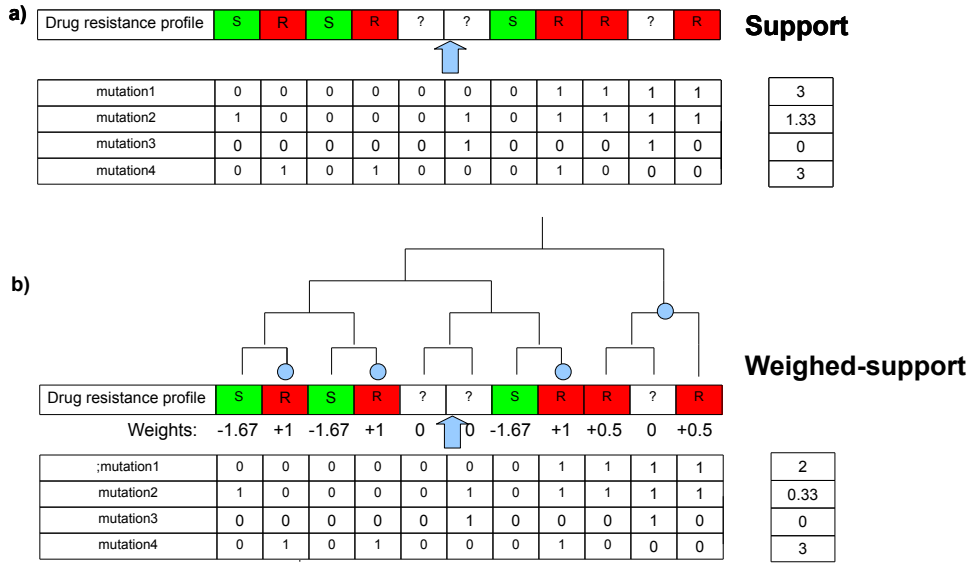 a)
Drug resistance profile S R S R ? ? S R R ? R Support
mutation1 0 0 0 0 0 0 0 1 1 1 1 3
mutation2 1 0 0 0 0 1 0 1 1 1 1 1.33
mutation3 0 0 0 0 0 1 0 0 0 1 0 0
mutation4 0 1 0 1 0 0 0 1 0 0 0 3
b)
Weighed-support
Drug resistance profile S R S R ? ? S R R ? R
Weights: -1.67 +1 -1.67 +1 0 0 -1.67 +1 +0.5 0 +0.5
;mutation1 0 0 0 0 0 0 0 1 1 1 1 2
mutation2 1 0 0 0 0 1 0 1 1 1 1 0.33
mutation3 0 0 0 0 0 1 0 0 0 1 0 0
mutation4 0 1 0 1 0 0 0 1 0 0 0 3